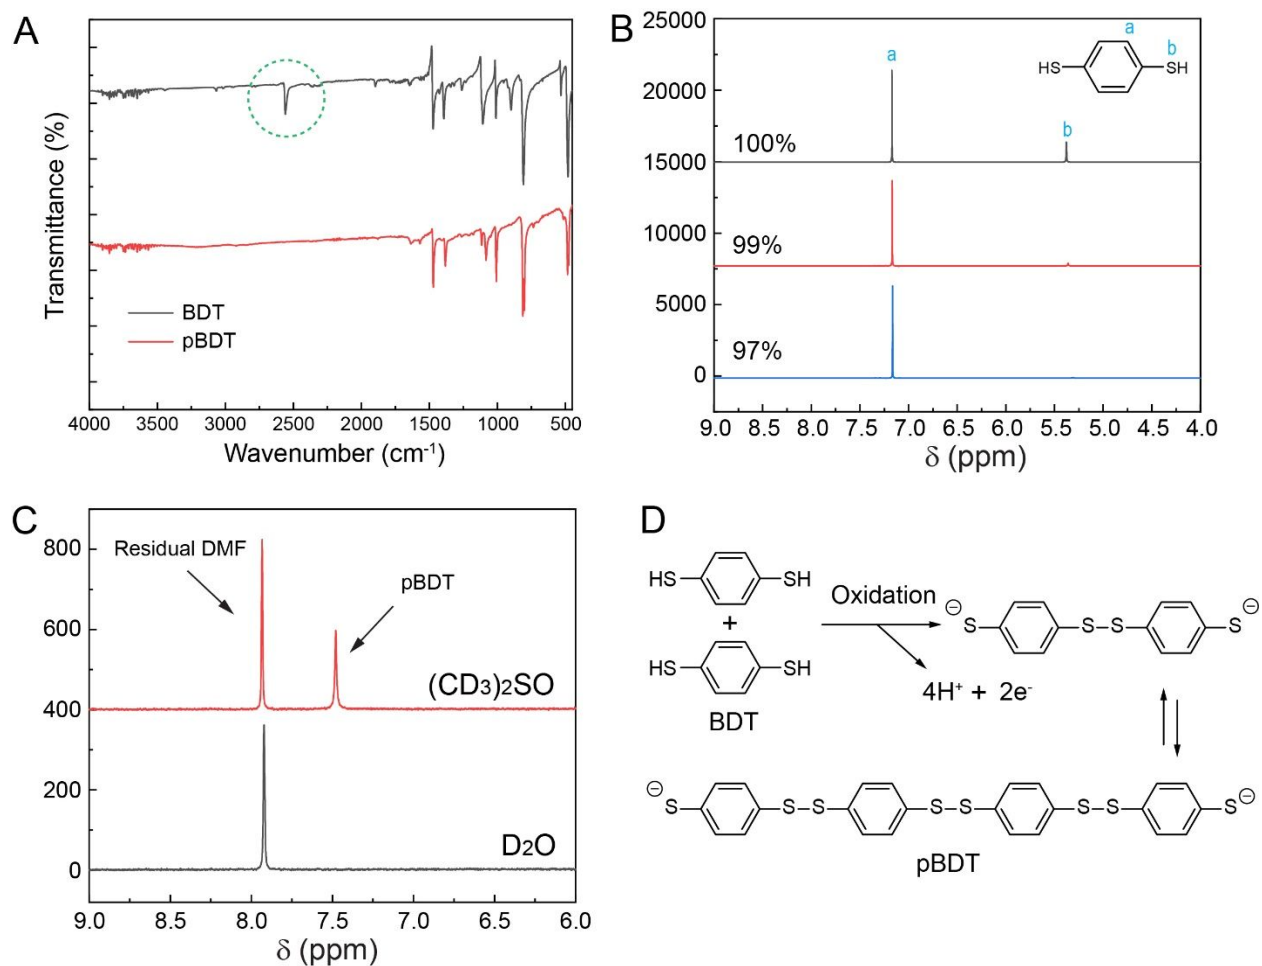 A
Transmittance (%)
BDT
pBDT
4000 3500 3000 2500 2000 1500 1000 500
Wavenumber (cm⁻¹)
B
25000
20000
15000
10000
5000
0
a
b
HS SH
a
b
100%
99%
97%
9.0 8.5 8.0 7.5 7.0 6.5 6.0 5.5 5.0 4.5 4.0
δ (ppm)
C
800
600
400
200
0
Residual DMF
pBDT
(CD₃)₂SO
D₂O
9.0 8.5 8.0 7.5 7.0 6.5 6.0
δ (ppm)
D
HS SH
+
HS SH
BDT
Oxidation
4H⁺ + 2e⁻
⊖S S–S S⊖
⊖S S–S S–S S–S S⊖
pBDT